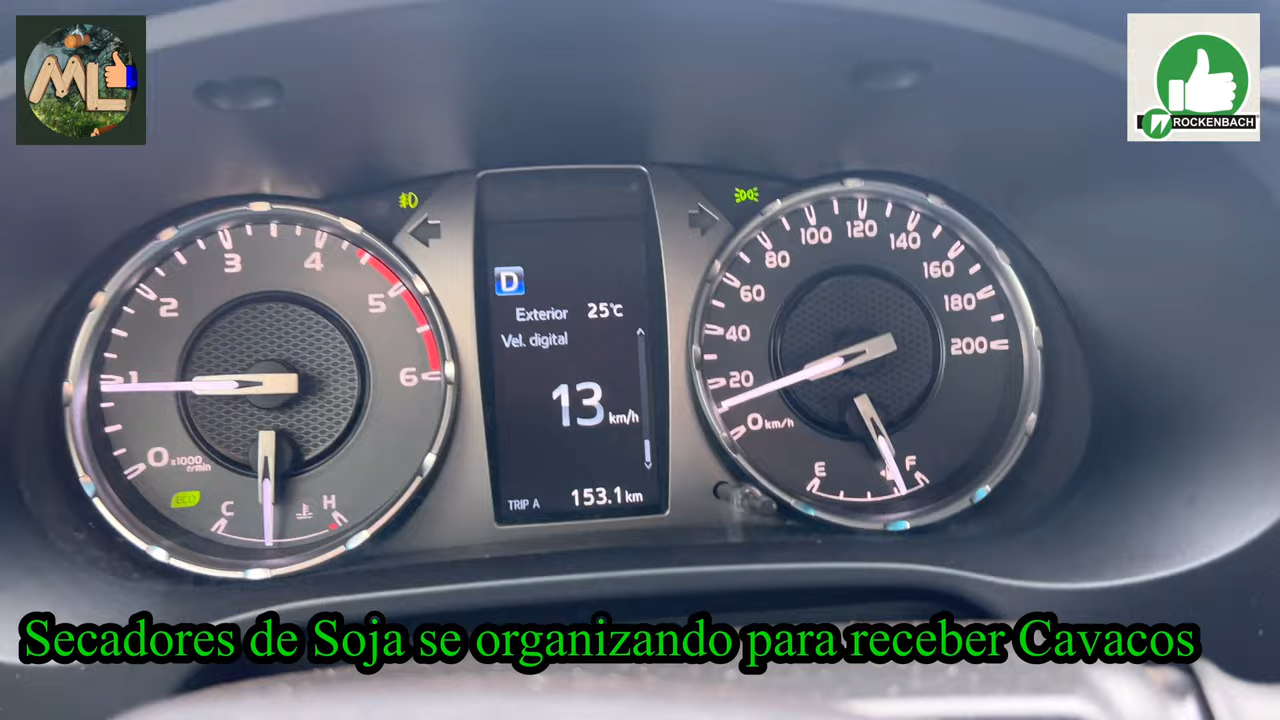 ML
ROCKENBACH
0 1 2 3 4 5 6
x1000
r/min
ECO
C H
D
Exterior 25°C
Vel. digital
13 km/h
TRIP A 153.1 km
0 km/h 20 40 60 80 100 120 140 160 180 200
E F
Secadores de Soja se organizando para receber Cavacos